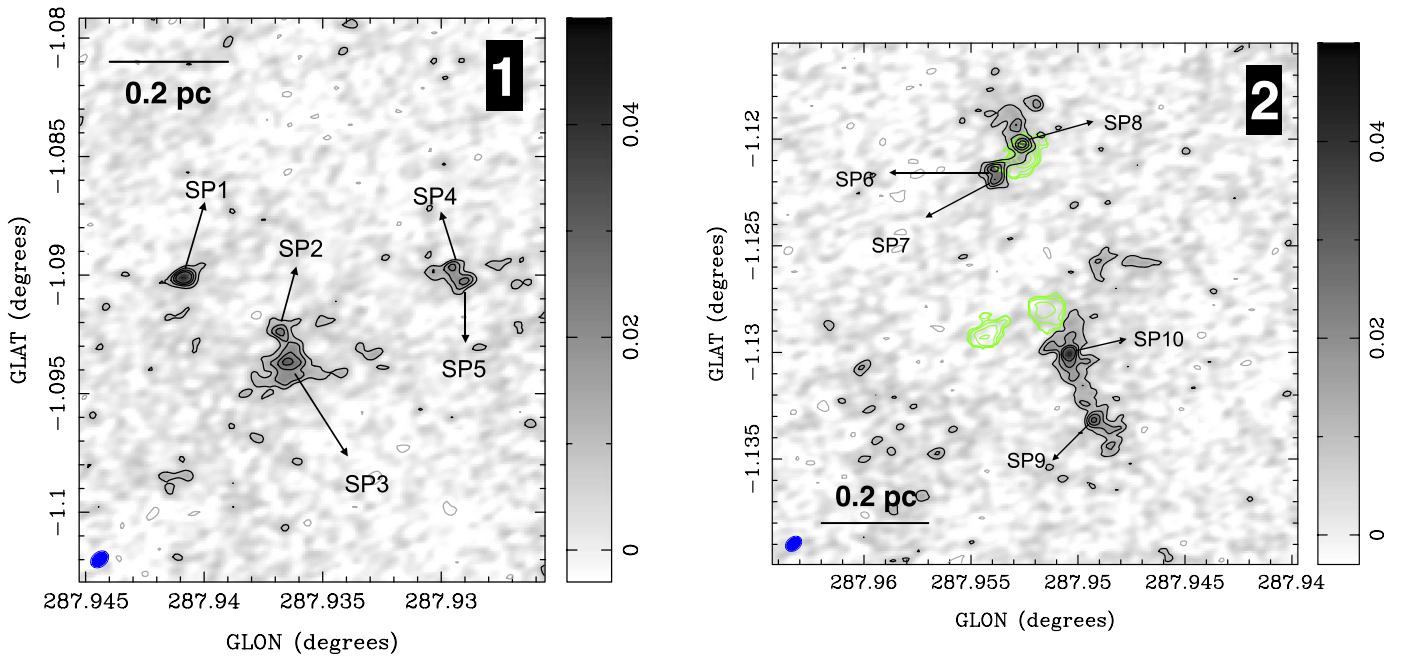 1
0.2 pc
SP1
SP2
SP3
SP4
SP5
−1.08
−1.085
−1.09
−1.095
−1.1
GLAT (degrees)
287.945
287.94
287.935
287.93
GLON (degrees)
0.04
0.02
0
2
SP8
SP6
SP7
SP10
SP9
0.2 pc
−1.12
−1.125
−1.13
−1.135
GLAT (degrees)
287.96
287.955
287.95
287.945
287.94
GLON (degrees)
0.04
0.02
0